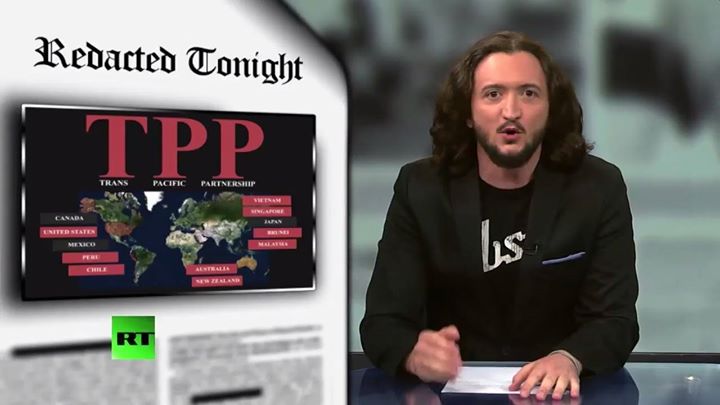 Redacted Tonight
TPP
TRANS PACIFIC PARTNERSHIP
VIETNAM
SINGAPORE
CANADA
JAPAN
UNITED STATES
BRUNEI
MEXICO
MALAYSIA
PERU
CHILE
AUSTRALIA
NEW ZEALAND
RT
bs